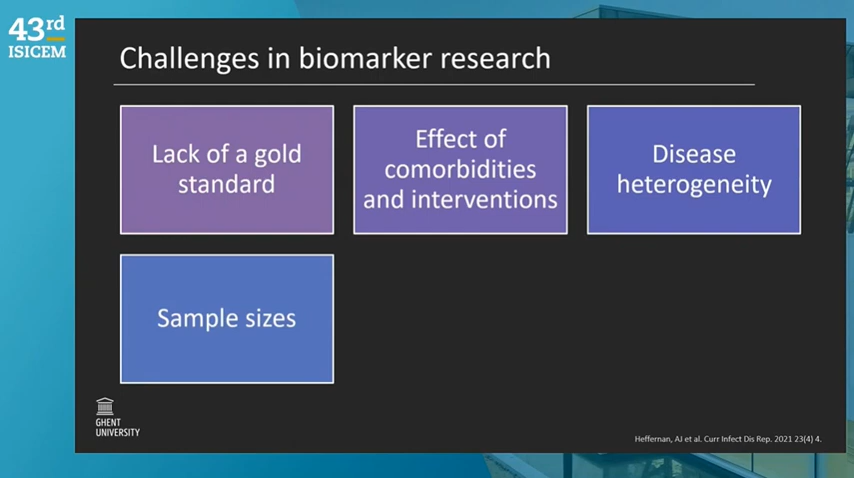 43rd
ISICEM
Challenges in biomarker research
Lack of a gold
standard
Effect of
comorbidities
and interventions
Disease
heterogeneity
Sample sizes
GHENT
UNIVERSITY
Heffernan, AJ et al. Curr Infect Dis Rep. 2021 23(4) 4.